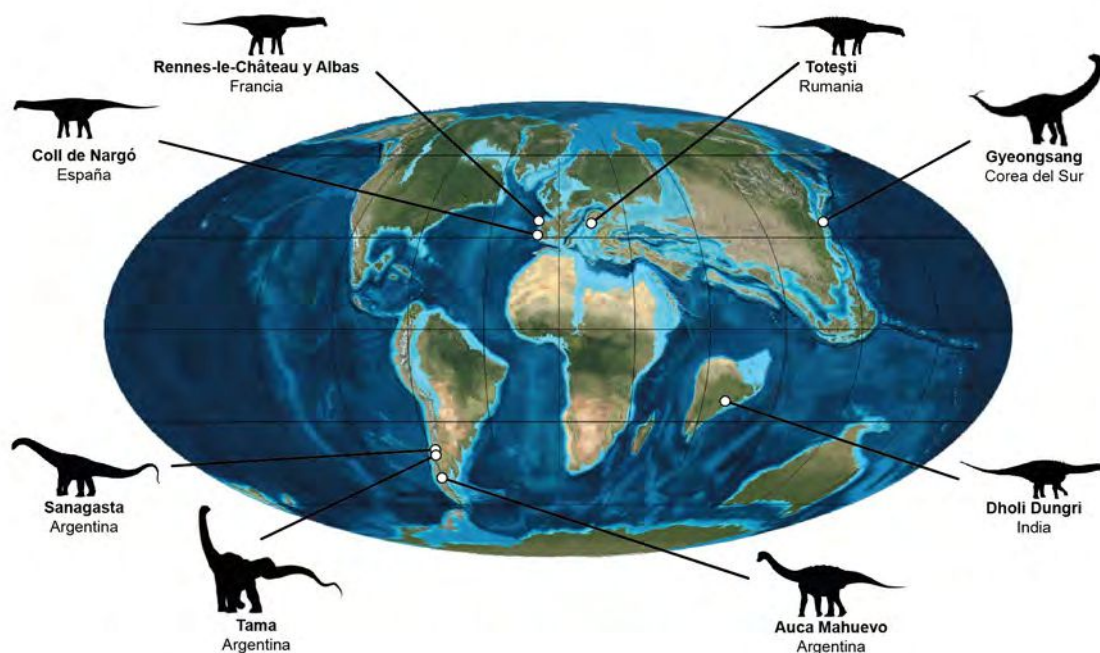 Rennes-le-Château y Albas
Francia
Toteşti
Rumania
Coll de Nargó
España
Gyeongsang
Corea del Sur
Sanagasta
Argentina
Dholi Dungri
India
Tama
Argentina
Auca Mahuevo
Argentina